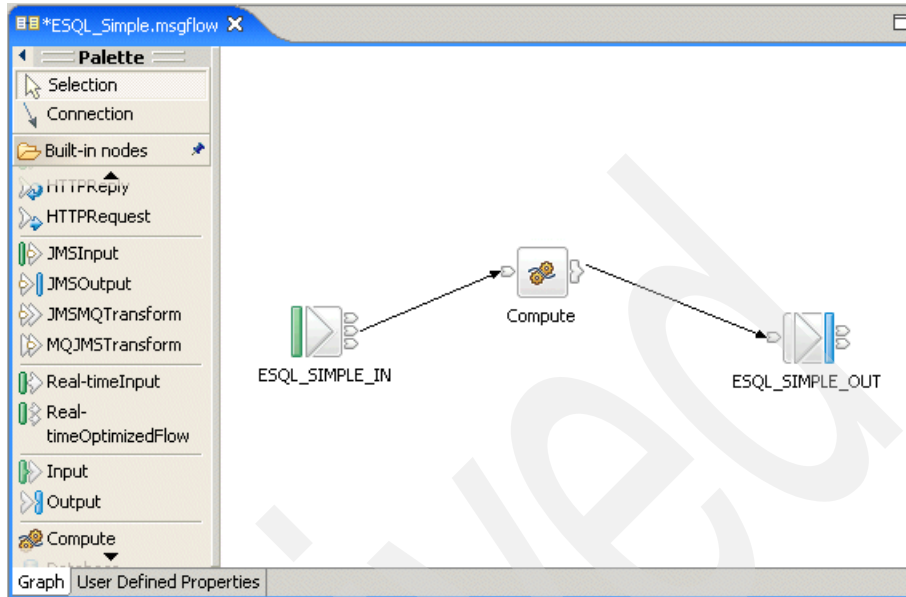 *ESQL_Simple.msgflow
Palette
Selection
Connection
Built-in nodes
HTTPReply
HTTPRequest
JMSInput
JMSOutput
JMSMQTransform
MQJMSTransform
Real-timeInput
Real-
timeOptimizedFlow
Input
Output
Compute
Database
Graph
User Defined Properties
ESQL_SIMPLE_IN
Compute
ESQL_SIMPLE_OUT